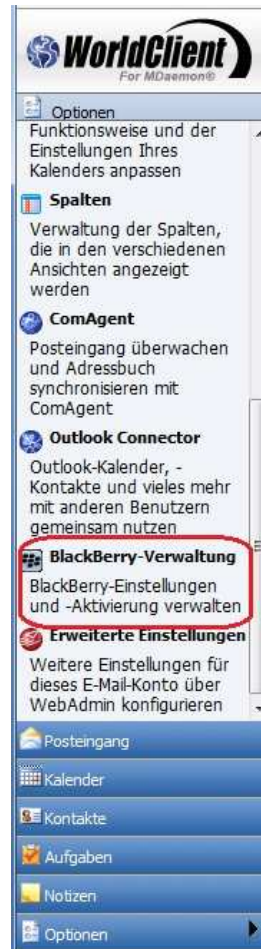 WorldClient
For MDaemon®
Optionen
Funktionsweise und der
Einstellungen Ihres
Kalenders anpassen
Spalten
Verwaltung der Spalten,
die in den verschiedenen
Ansichten angezeigt
werden
ComAgent
Posteingang überwachen
und Adressbuch
synchronisieren mit
ComAgent
Outlook Connector
Outlook-Kalender, -
Kontakte und vieles mehr
mit anderen Benutzern
gemeinsam nutzen
BlackBerry-Verwaltung
BlackBerry-Einstellungen
und -Aktivierung verwalten
Erweiterte Einstellungen
Weitere Einstellungen für
dieses E-Mail-Konto über
WebAdmin konfigurieren
Posteingang
Kalender
Kontakte
Aufgaben
Notizen
Optionen